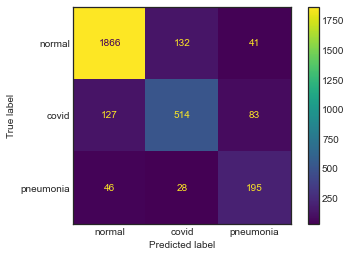 normal 1866 132 41
covid 127 514 83
pneumonia 46 28 195
normal covid pneumonia
Predicted label
True label
1750
1500
1250
1000
750
500
250